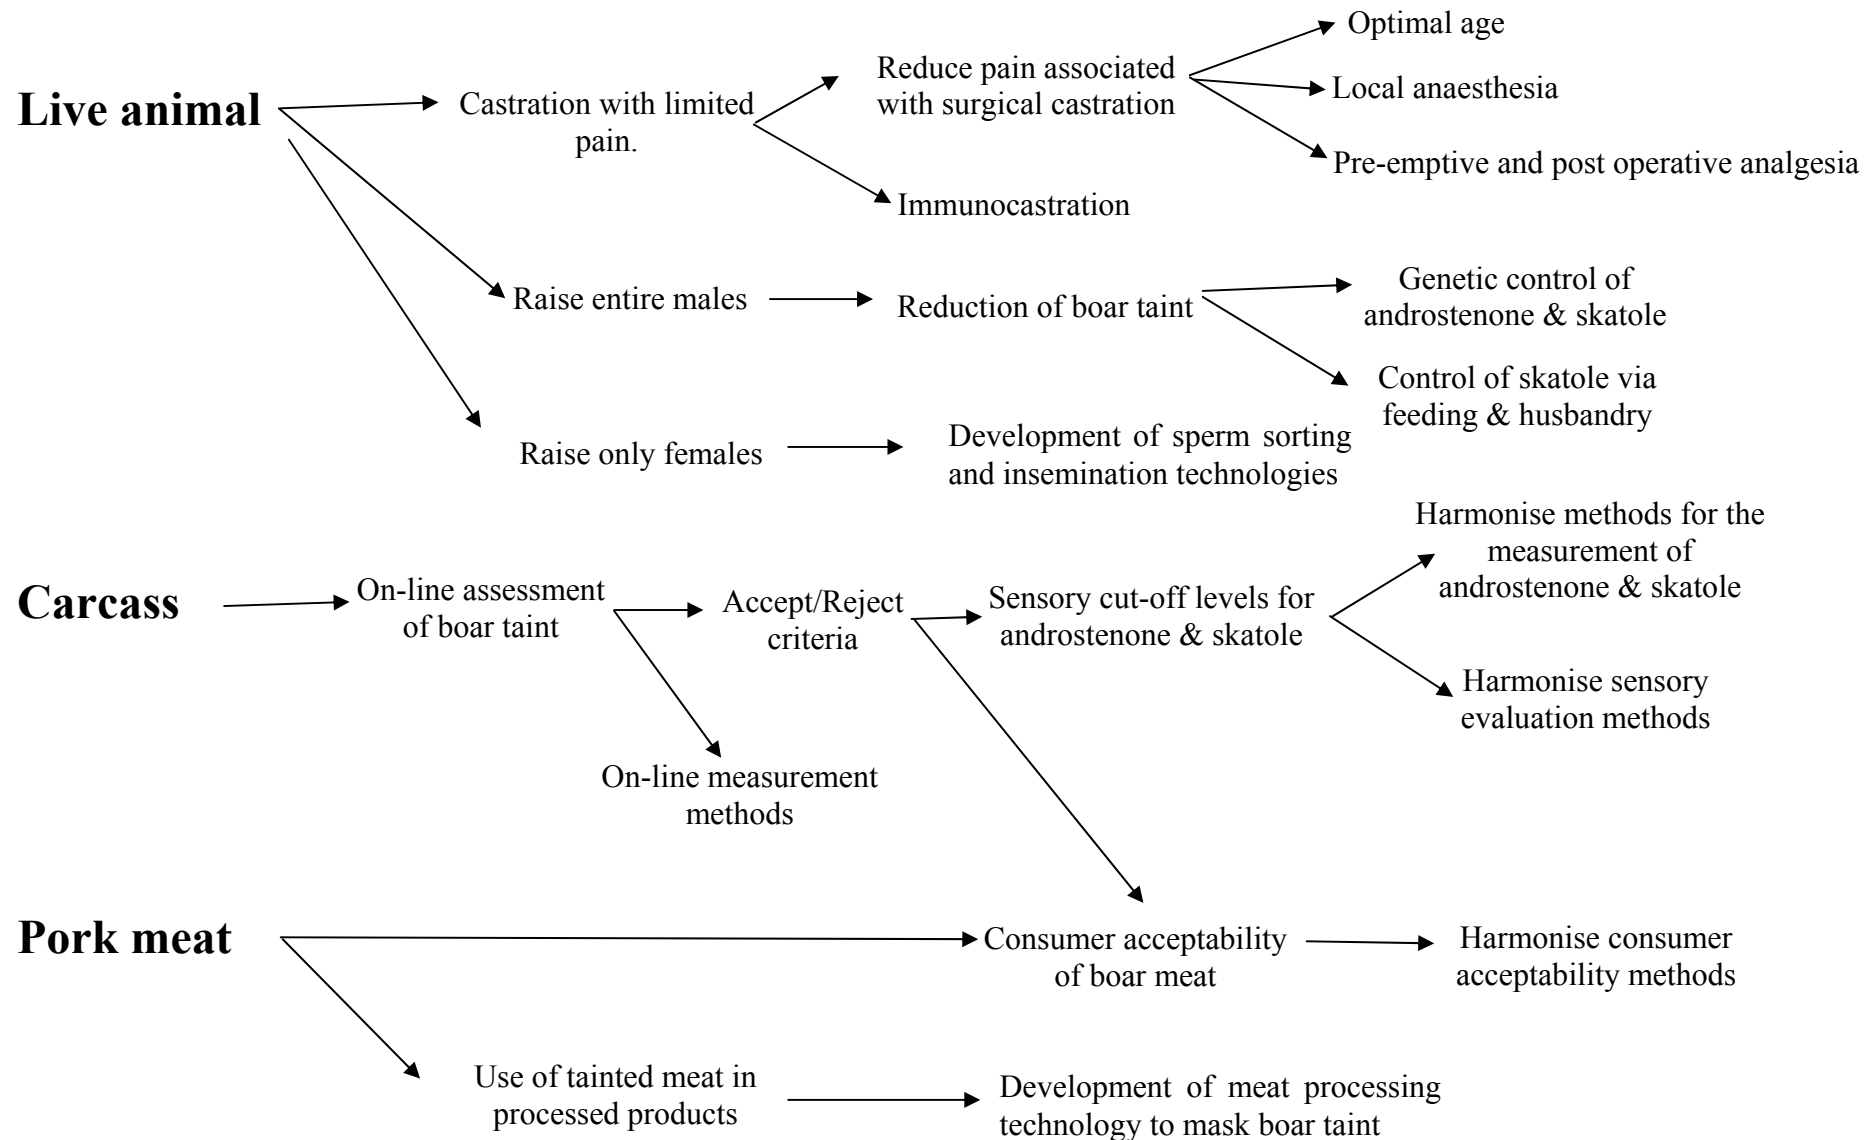 Optimal age
Live animal
Castration with limited
pain.
Reduce pain associated
with surgical castration
Local anaesthesia
Pre-emptive and post operative analgesia
Immunocastration
Raise entire males
Reduction of boar taint
Genetic control of
androstenone & skatole
Control of skatole via
feeding & husbandry
Raise only females
Development of sperm sorting
and insemination technologies
Carcass
On-line assessment
of boar taint
Accept/Reject
criteria
Sensory cut-off levels for
androstenone & skatole
Harmonise methods for the
measurement of
androstenone & skatole
Harmonise sensory
evaluation methods
On-line measurement
methods
Pork meat
Consumer acceptability
of boar meat
Harmonise consumer
acceptability methods
Use of tainted meat in
processed products
Development of meat processing
technology to mask boar taint